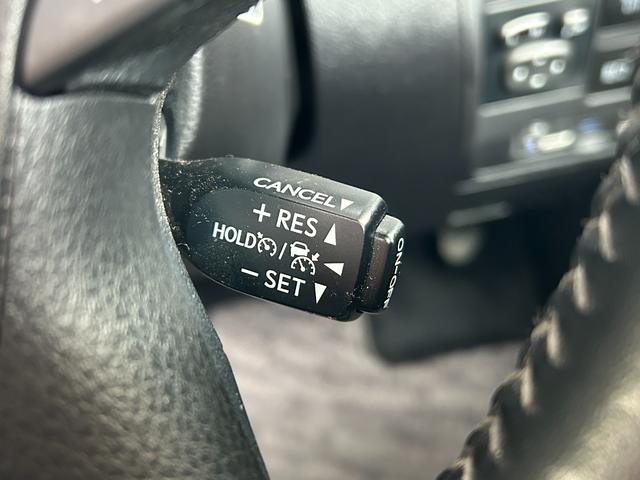 CANCEL▼
+ RES ▲
HOLD / ◀
− SET ▼
ON-OFF